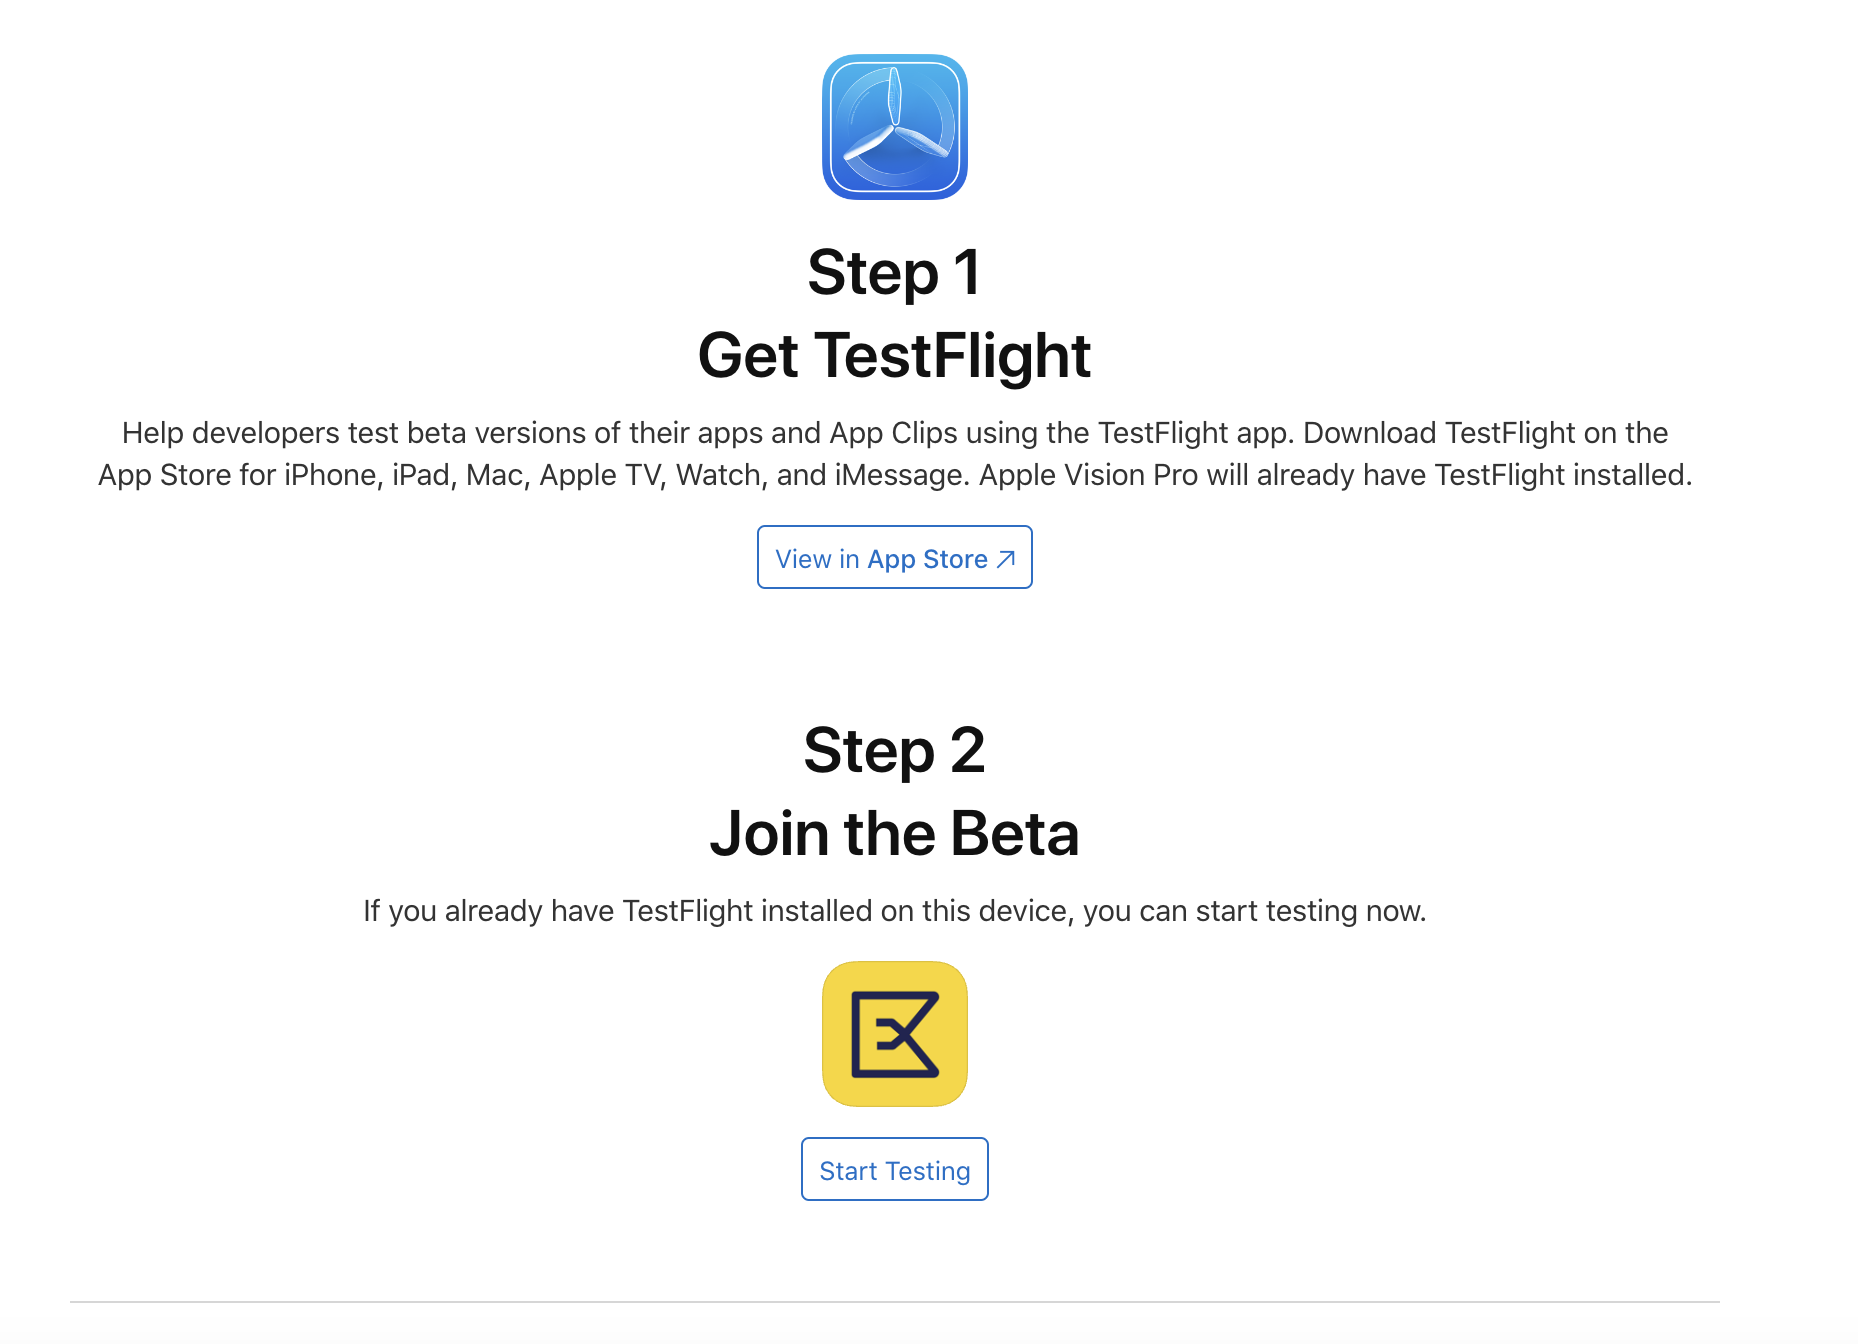 Step 1
Get TestFlight
Help developers test beta versions of their apps and App Clips using the TestFlight app. Download TestFlight on the
App Store for iPhone, iPad, Mac, Apple TV, Watch, and iMessage. Apple Vision Pro will already have TestFlight installed.
View in App Store ↗
Step 2
Join the Beta
If you already have TestFlight installed on this device, you can start testing now.
Start Testing